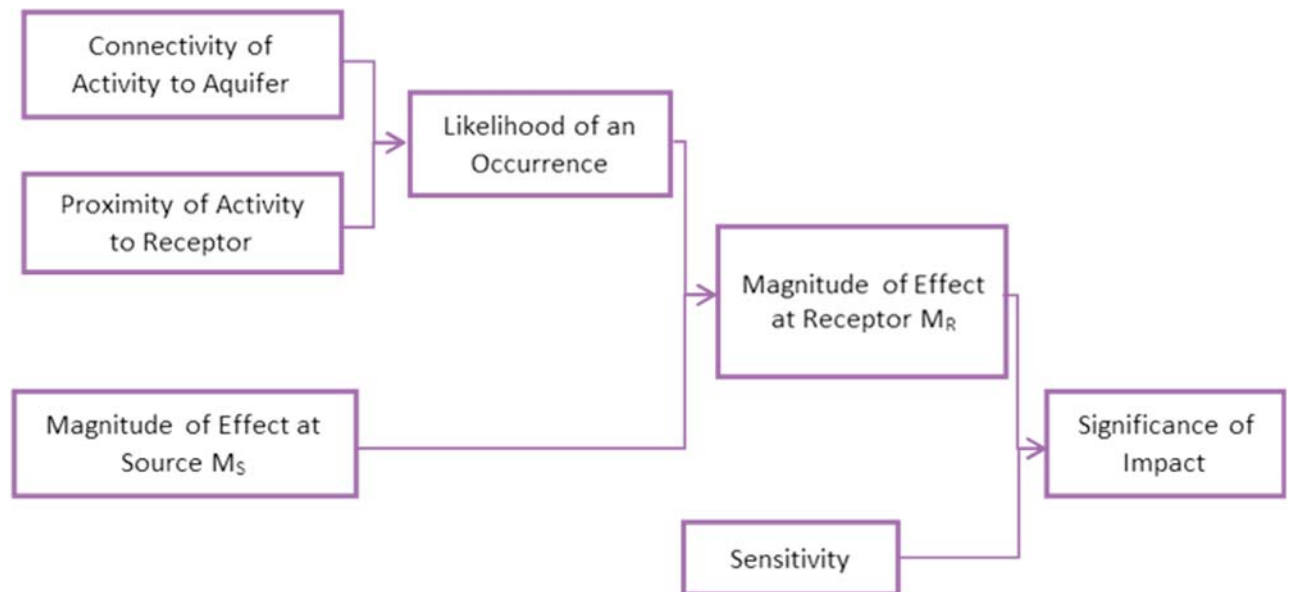 Connectivity of
Activity to Aquifer
Likelihood of an
Occurrence
Proximity of Activity
to Receptor
Magnitude of Effect
at Receptor MR
Magnitude of Effect at
Source MS
Significance of
Impact
Sensitivity